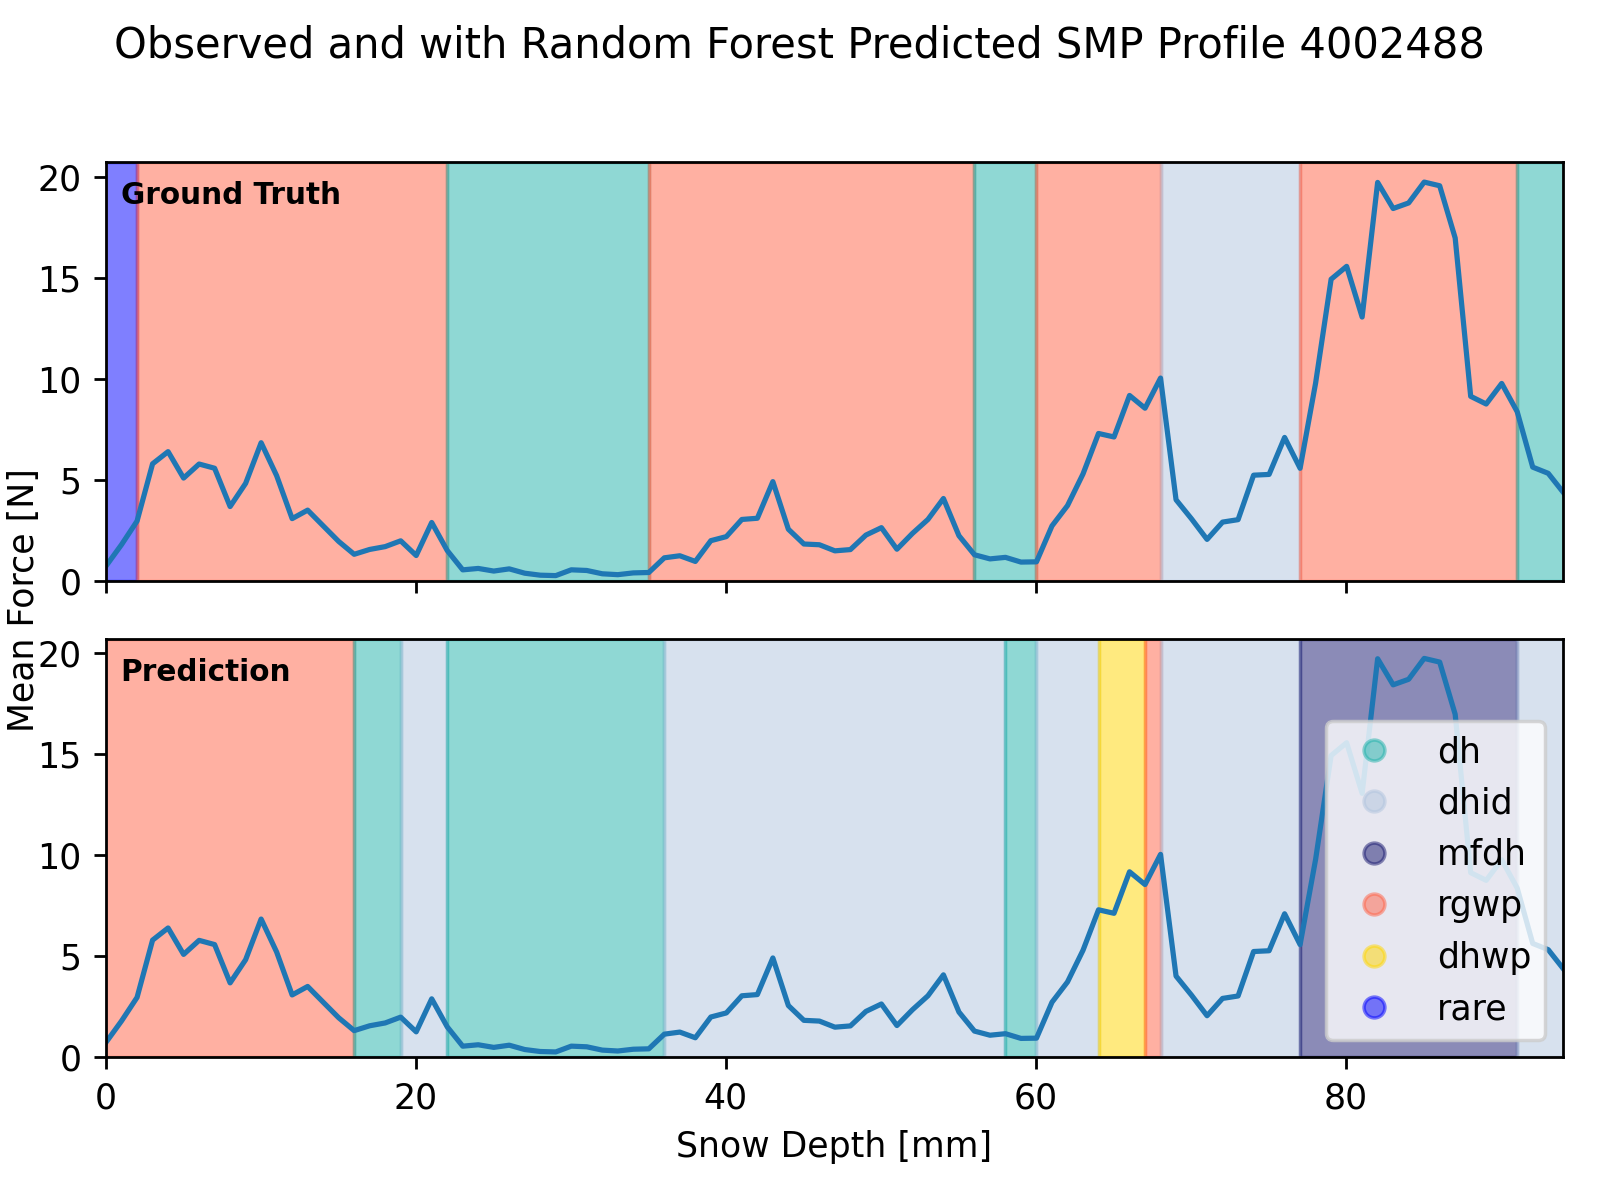 Observed and with Random Forest Predicted SMP Profile 4002488
Mean Force [N]
20
15
10
5
0
Ground Truth
20
15
10
5
0
Prediction
dh
dhid
mfdh
rgwp
dhwp
rare
0 20 40 60 80
Snow Depth [mm]